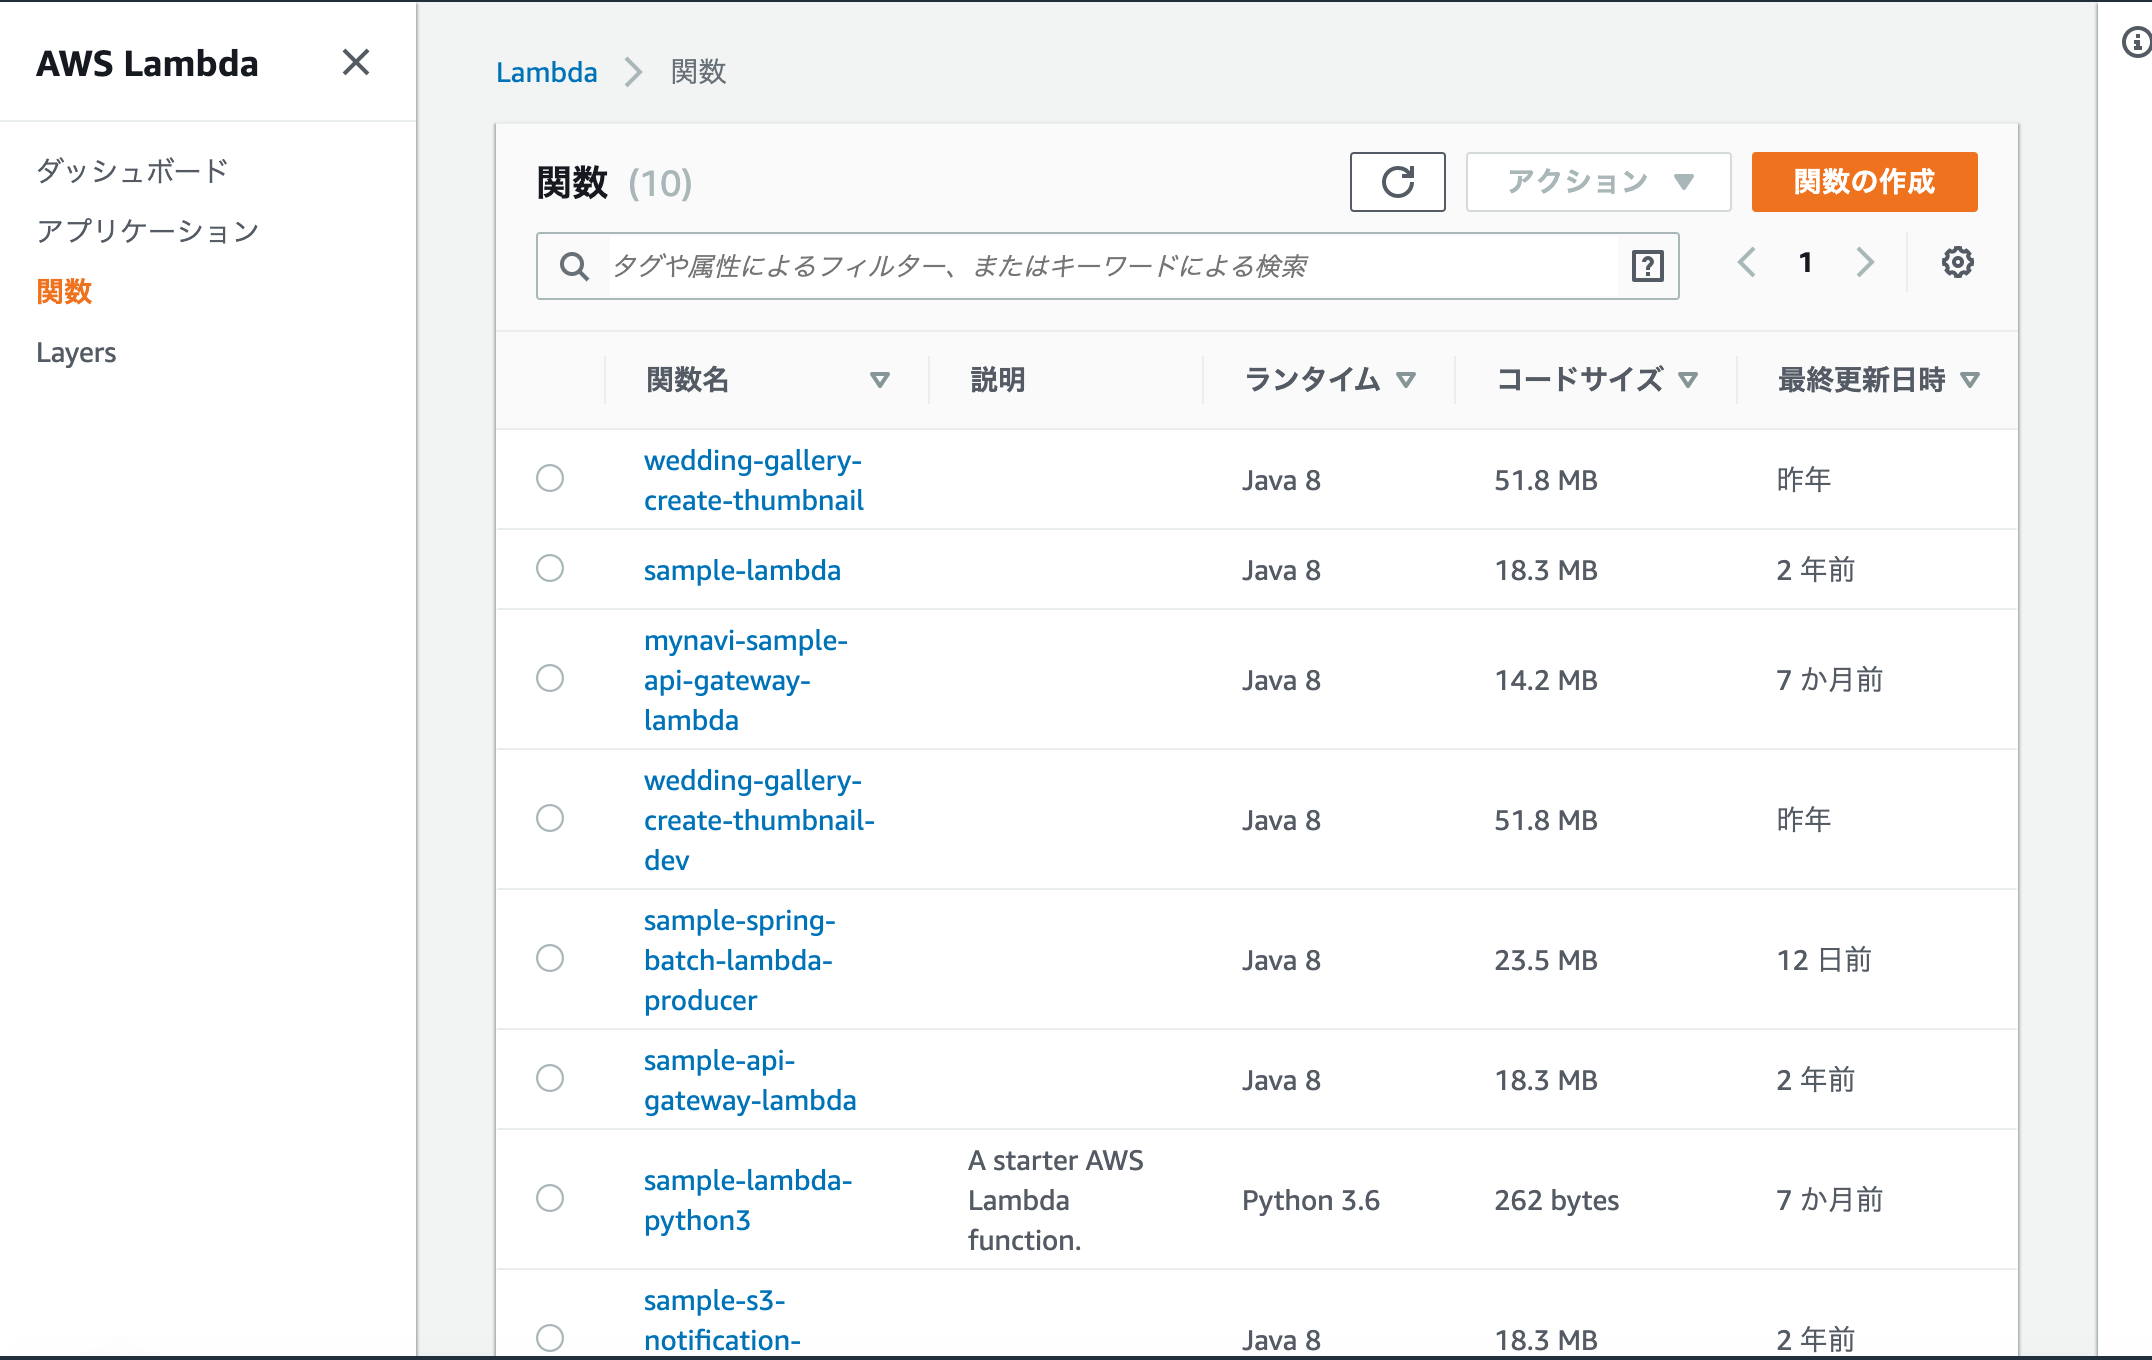 AWS Lambda
ダッシュボード
アプリケーション
関数
Layers
Lambda > 関数
関数 (10)
アクション
関数の作成
タグや属性によるフィルター、またはキーワードによる検索
1
関数名 説明 ランタイム コードサイズ 最終更新日時
wedding-gallery-
create-thumbnail
Java 8 51.8 MB 昨年
sample-lambda Java 8 18.3 MB 2 年前
mynavi-sample-
api-gateway-
lambda
Java 8 14.2 MB 7 か月前
wedding-gallery-
create-thumbnail-
dev
Java 8 51.8 MB 昨年
sample-spring-
batch-lambda-
producer
Java 8 23.5 MB 12 日前
sample-api-
gateway-lambda
Java 8 18.3 MB 2 年前
sample-lambda-
python3
A starter AWS
Lambda
function.
Python 3.6 262 bytes 7 か月前
sample-s3-
notification-
Java 8 18.3 MB 2 年前